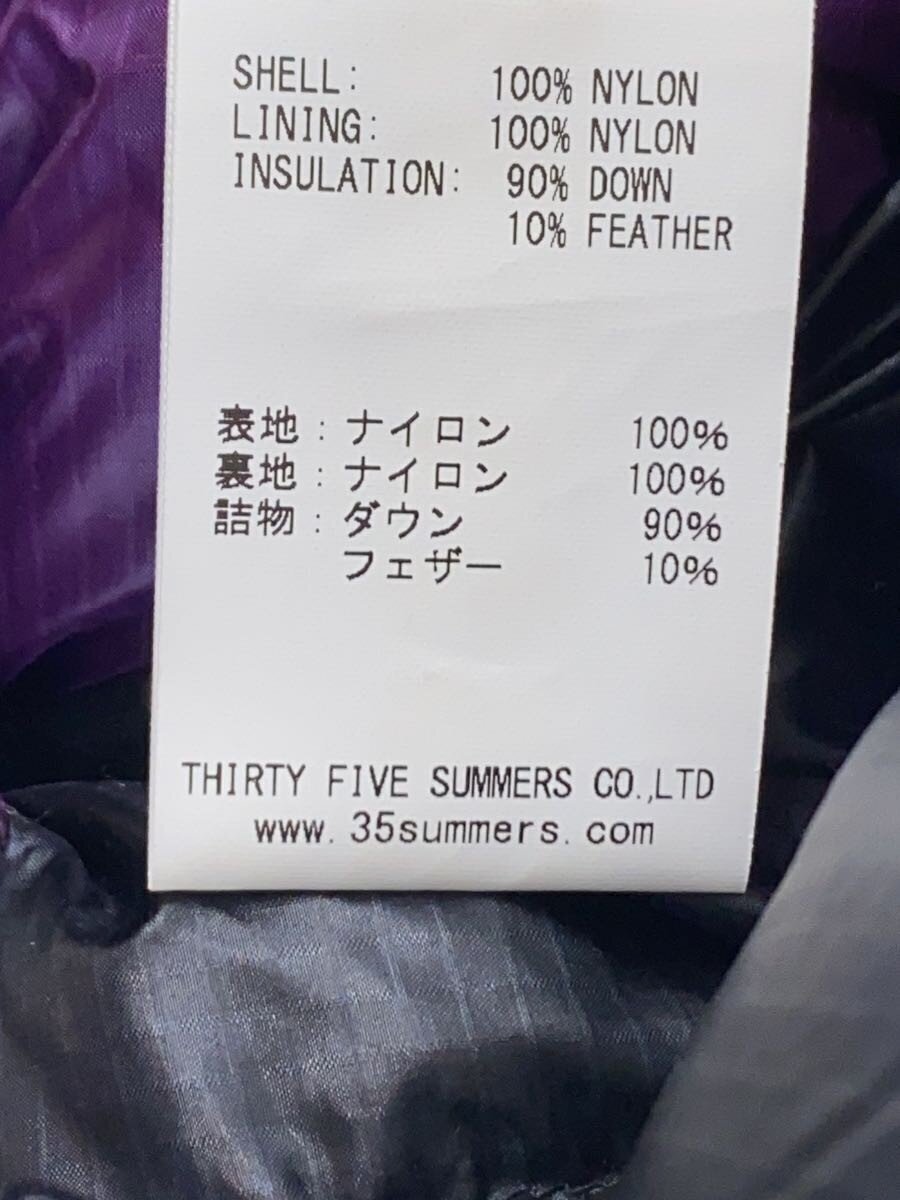 SHELL: 100% NYLON
LINING: 100% NYLON
INSULATION: 90% DOWN
10% FEATHER
表地：ナイロン 100%
裏地：ナイロン 100%
詰物：ダウン 90%
フェザー 10%
THIRTY FIVE SUMMERS CO.,LTD
www.35summers.com